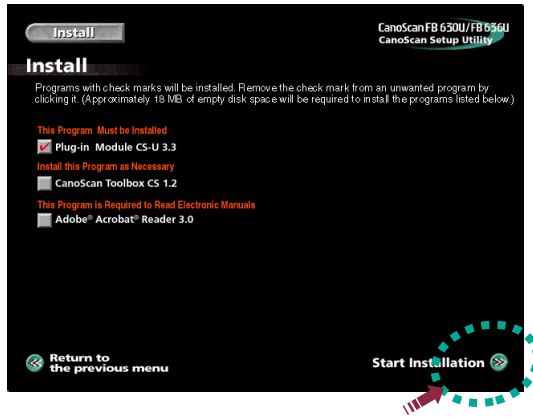 Install
CanoScan FB 630U/FB 636U
CanoScan Setup Utility
Install
Programs with check marks will be installed. Remove the check mark from an unwanted program by
clicking it. (Approximately 18 MB of empty disk space will be required to install the programs listed below.)
This Program Must be Installed
Plug-in Module CS-U 3.3
Install this Program as Necessary
CanoScan Toolbox CS 1.2
This Program is Required to Read Electronic Manuals
Adobe® Acrobat® Reader 3.0
Return to
the previous menu
Start Installation